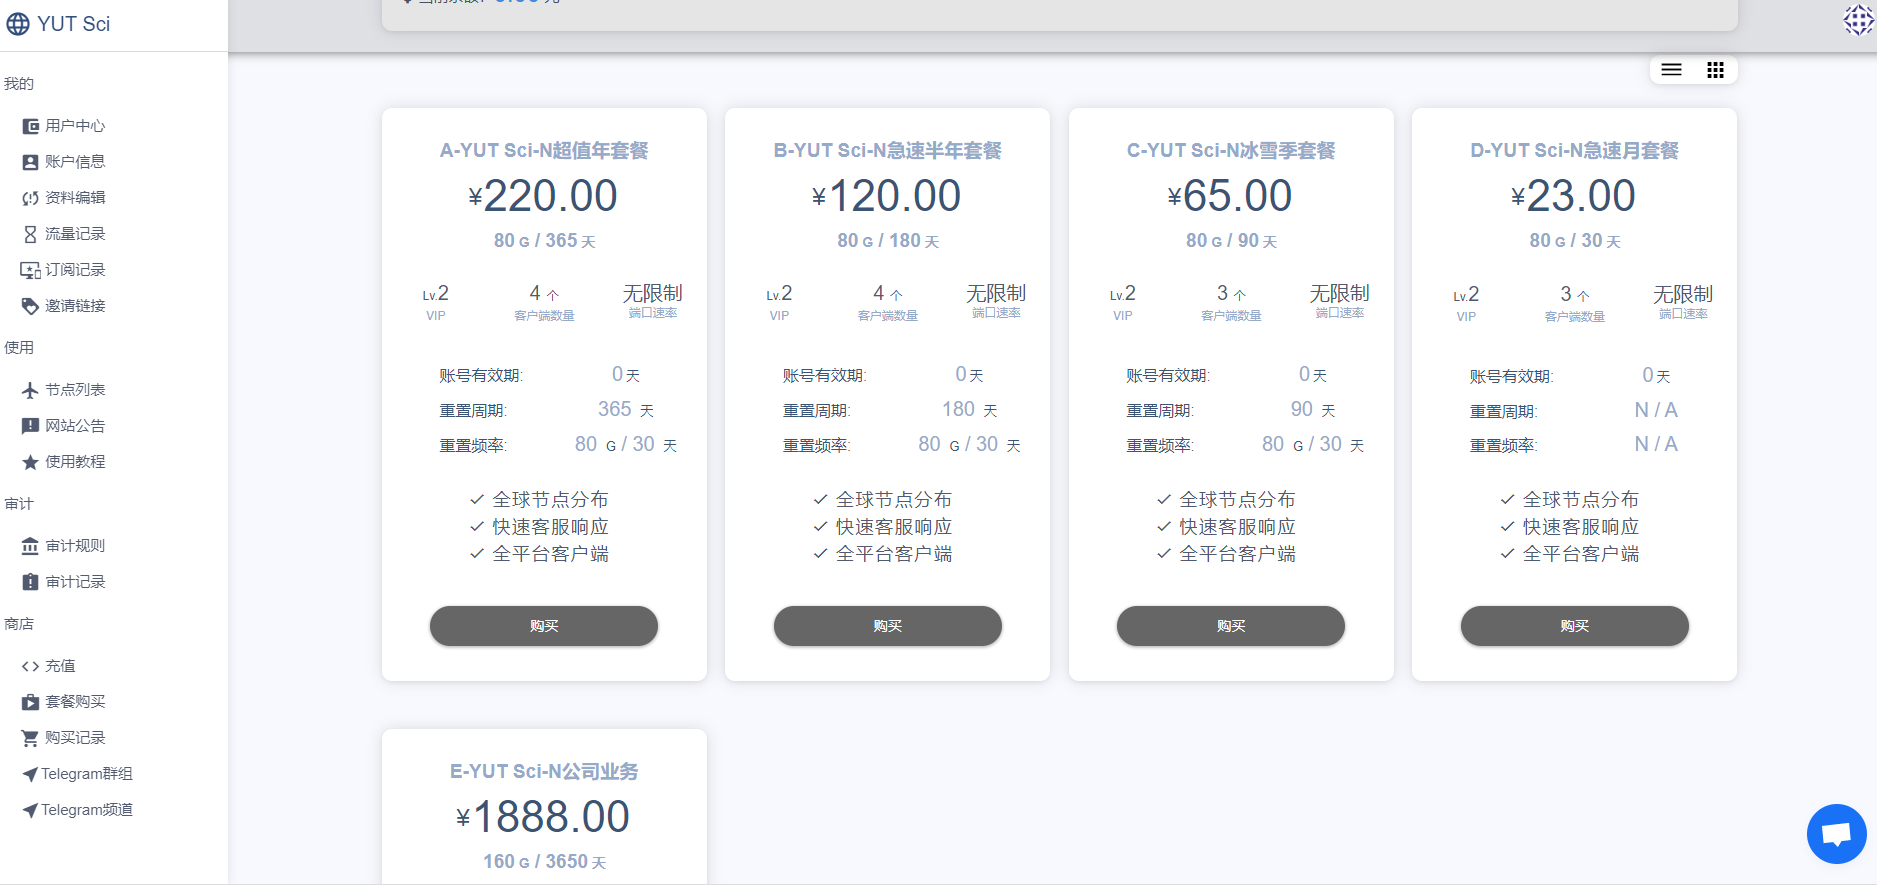 YUT Sci
我的
用户中心
账户信息
资料编辑
流量记录
订阅记录
邀请链接
使用
节点列表
网站公告
使用教程
审计
审计规则
审计记录
商店
充值
套餐购买
购买记录
Telegram群组
Telegram频道
A-YUT Sci-N超值年套餐
¥220.00
80 G / 365 天
Lv.2 4 个 无限制
VIP 客户端数量 端口速率
账号有效期: 0 天
重置周期: 365 天
重置频率: 80 G / 30 天
全球节点分布
快速客服响应
全平台客户端
购买
B-YUT Sci-N急速半年套餐
¥120.00
80 G / 180 天
Lv.2 4 个 无限制
VIP 客户端数量 端口速率
账号有效期: 0 天
重置周期: 180 天
重置频率: 80 G / 30 天
全球节点分布
快速客服响应
全平台客户端
购买
C-YUT Sci-N冰雪季套餐
¥65.00
80 G / 90 天
Lv.2 3 个 无限制
VIP 客户端数量 端口速率
账号有效期: 0 天
重置周期: 90 天
重置频率: 80 G / 30 天
全球节点分布
快速客服响应
全平台客户端
购买
D-YUT Sci-N急速月套餐
¥23.00
80 G / 30 天
Lv.2 3 个 无限制
VIP 客户端数量 端口速率
账号有效期: 0 天
重置周期: N / A
重置频率: N / A
全球节点分布
快速客服响应
全平台客户端
购买
E-YUT Sci-N公司业务
¥1888.00
160 G / 3650 天